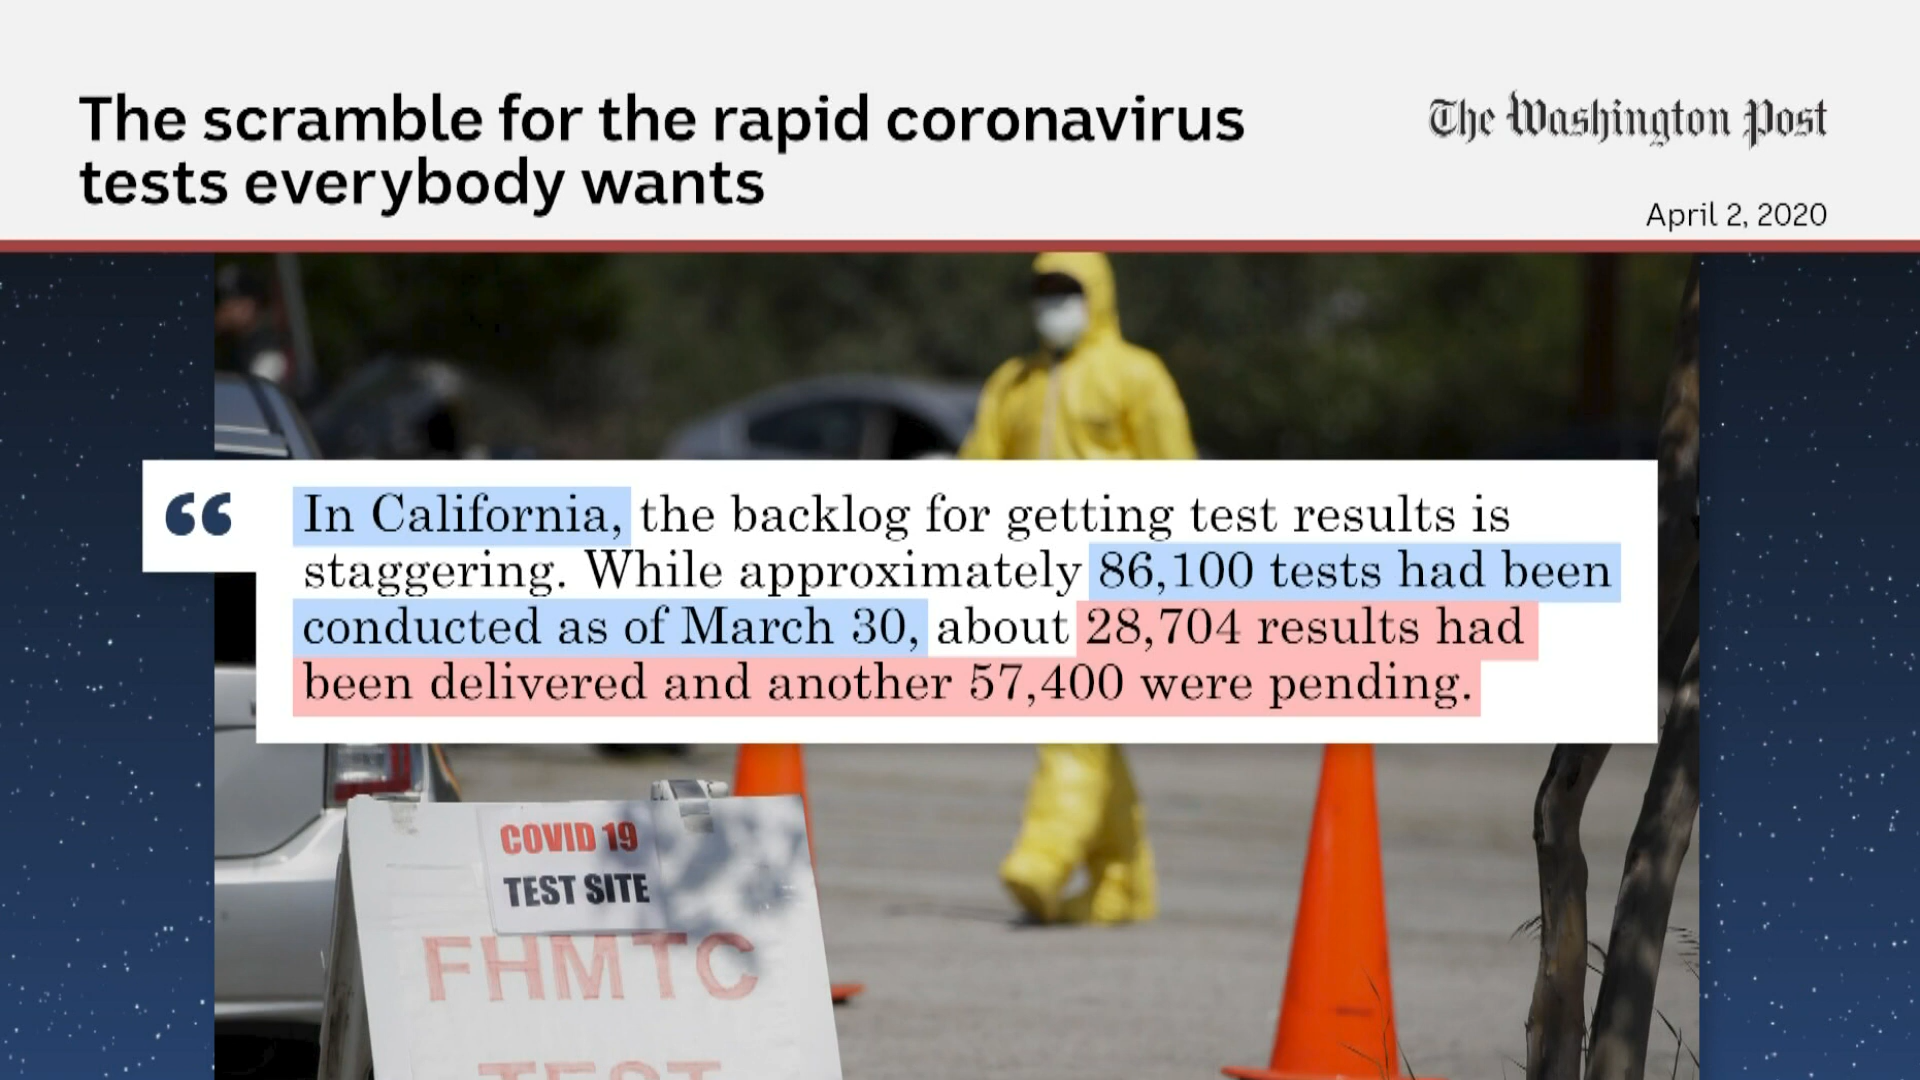 The scramble for the rapid coronavirus
tests everybody wants
The Washington Post
April 2, 2020
“ In California, the backlog for getting test results is
staggering. While approximately 86,100 tests had been
conducted as of March 30, about 28,704 results had
been delivered and another 57,400 were pending.
COVID 19
TEST SITE
FHMTC
TEST